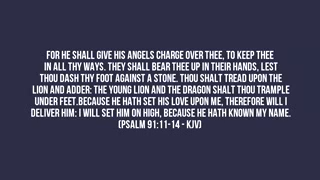 FOR HE SHALL GIVE HIS ANGELS CHARGE OVER THEE, TO KEEP THEE
IN ALL THY WAYS. THEY SHALL BEAR THEE UP IN THEIR HANDS, LEST
THOU DASH THY FOOT AGAINST A STONE. THOU SHALT TREAD UPON THE
LION AND ADDER: THE YOUNG LION AND THE DRAGON SHALT THOU TRAMPLE
UNDER FEET.BECAUSE HE HATH SET HIS LOVE UPON ME, THEREFORE WILL I
DELIVER HIM: I WILL SET HIM ON HIGH, BECAUSE HE HATH KNOWN MY NAME.
(PSALM 91:11-14 - KJV)